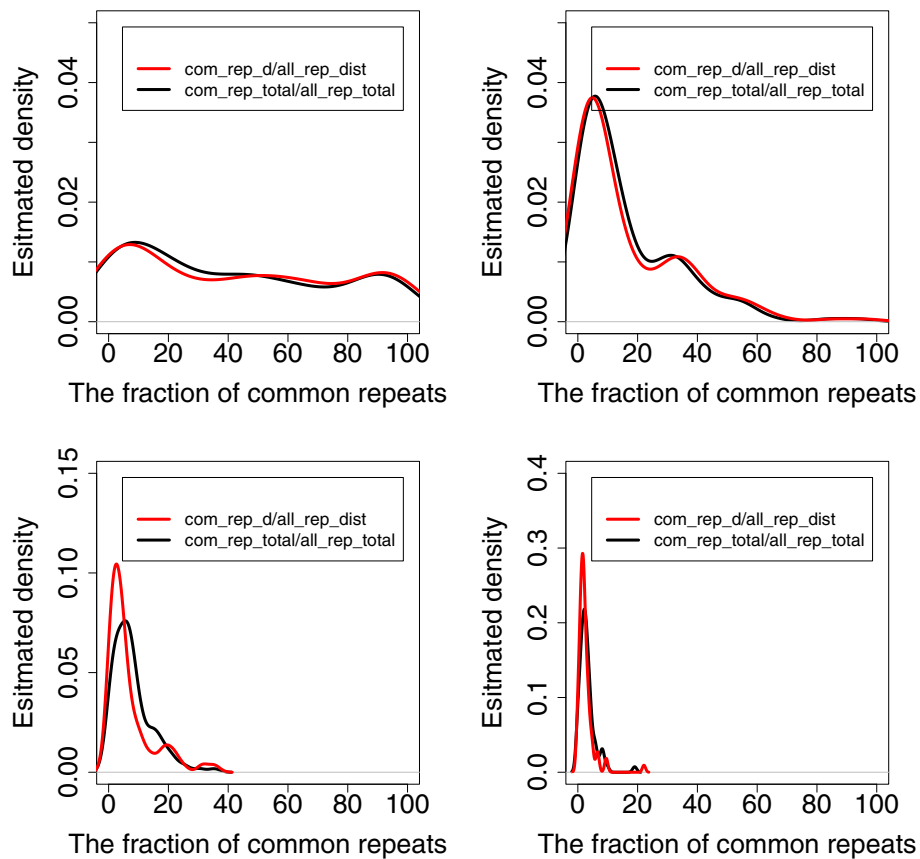 Esitmated density
0.00 0.02 0.04
com_rep_d/all_rep_dist
com_rep_total/all_rep_total
0 20 40 60 80 100
The fraction of common repeats
Esitmated density
0.00 0.02 0.04
com_rep_d/all_rep_dist
com_rep_total/all_rep_total
0 20 40 60 80 100
The fraction of common repeats
Esitmated density
0.00 0.05 0.10 0.15
com_rep_d/all_rep_dist
com_rep_total/all_rep_total
0 20 40 60 80 100
The fraction of common repeats
Esitmated density
0.0 0.1 0.2 0.3 0.4
com_rep_d/all_rep_dist
com_rep_total/all_rep_total
0 20 40 60 80 100
The fraction of common repeats